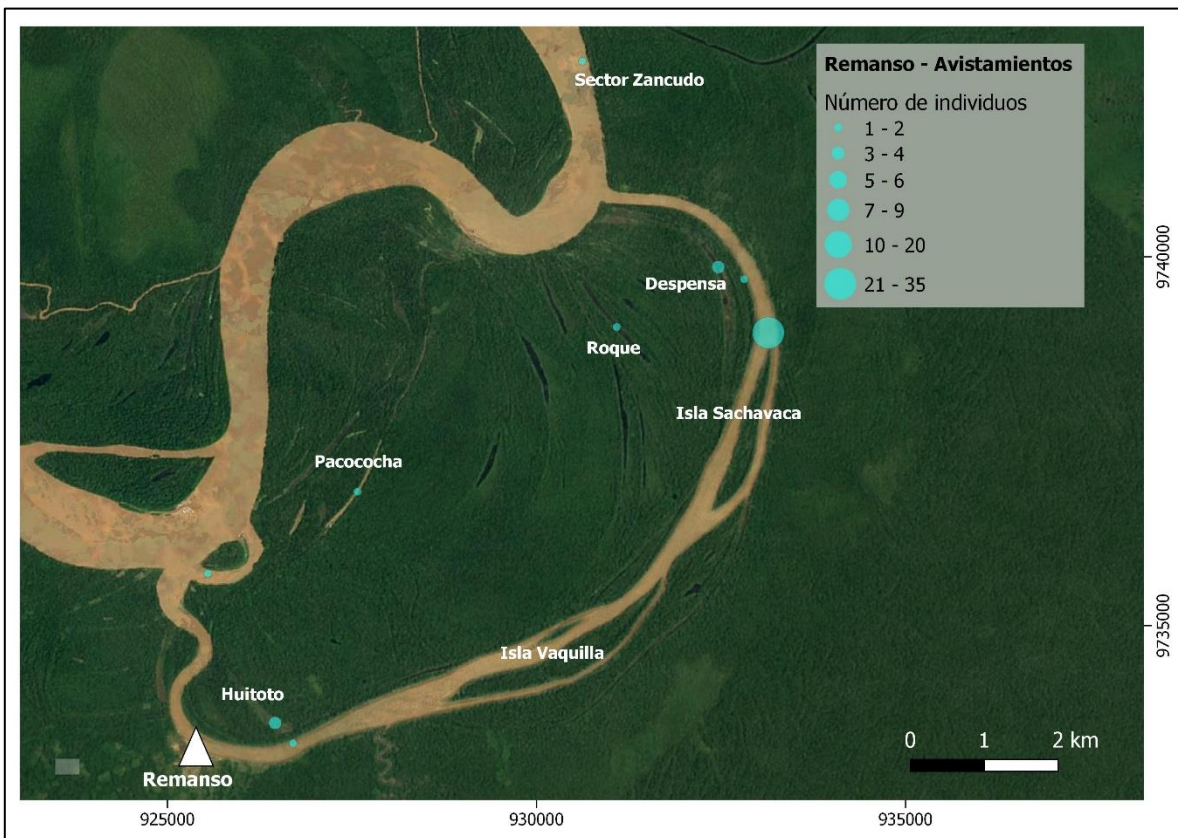 Remanso - Avistamientos
Número de individuos
1 - 2
3 - 4
5 - 6
7 - 9
10 - 20
21 - 35
Sector Zancudo
Despensa
Roque
Isla Sachavaca
Pacococha
Isla Vaquilla
Huitoto
Remanso
0 1 2 km
9740000
9735000
925000 930000 935000